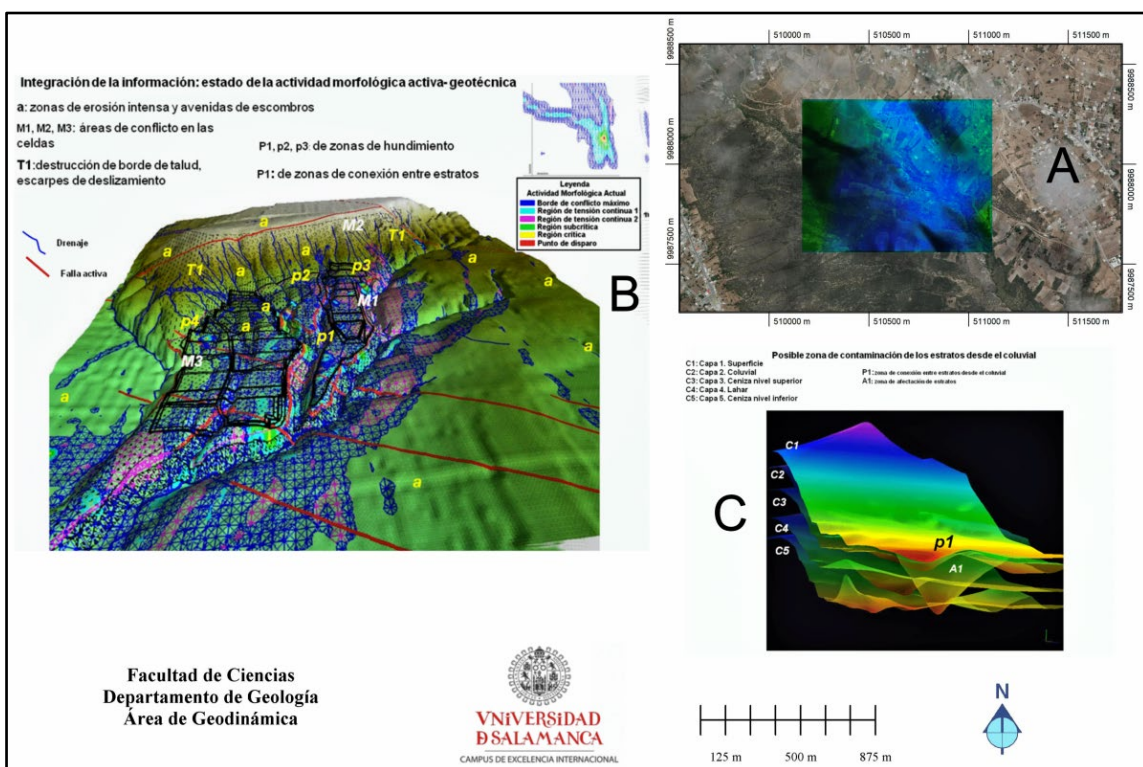 Integración de la información: estado de la actividad morfológica activa- geotécnica
a: zonas de erosión intensa y avenidas de escombros
M1, M2, M3: áreas de conflicto en las
celdas
T1:destrucción de borde de talud,
escarpes de deslizamiento
P1, p2, p3: de zonas de hundimiento
P1: de zonas de conexión entre estratos
Leyenda
Actividad Morfológica Actual
Borde de conflicto máximo
Región de tensión continua 1
Región de tensión continua 2
Región subcrítica
Región crítica
Punto de disparo
Drenaje
Falla activa
a
M2
T1
a
a
a
T1
a
a
p2
p3
a
M1
a
a
p4
p1
M3
a
a
a
B
510000 m
510500 m
511000 m
511500 m
9988500 m
9988500 m
9988000 m
9988000 m
9987500 m
9987500 m
A
510000 m
510500 m
511000 m
511500 m
Posible zona de contaminación de los estratos desde el coluvial
C1: Capa 1. Superficie
C2: Capa 2. Coluvial
C3: Capa 3. Ceniza nivel superior
C4: Capa 4. Lahar
C5: Capa 5. Ceniza nivel inferior
P1: zona de conexión entre estratos desde el coluvial
A1: zona de afectación de estratos
C1
C2
C3
C4
C5
C
p1
A1
Facultad de Ciencias
Departamento de Geología
Área de Geodinámica
VNiVERSiDAD
D SALAMANCA
CAMPUS DE EXCELENCIA INTERNACIONAL
125 m
500 m
875 m
N